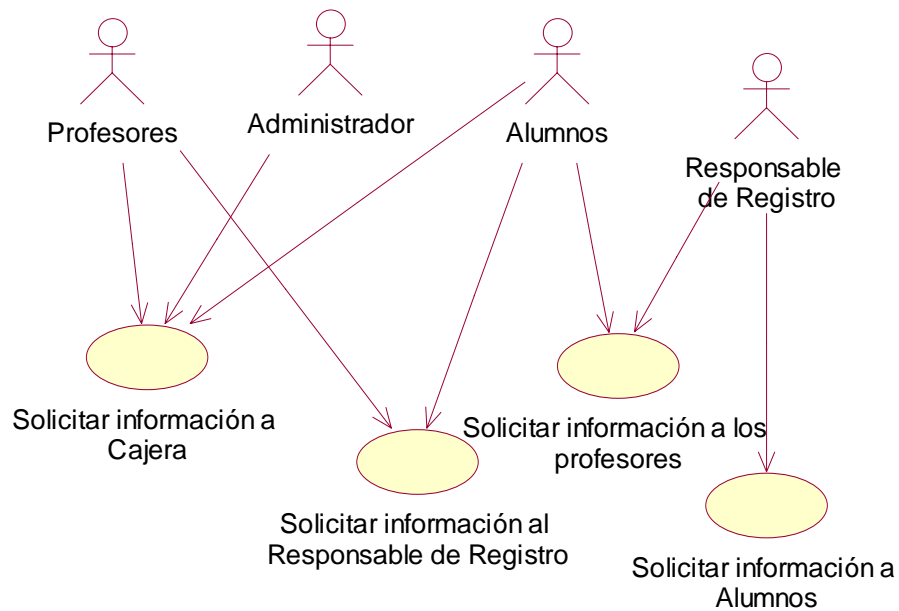 Profesores
Administrador
Alumnos
Responsable
de Registro
Solicitar información a
Cajera
Solicitar información a los
profesores
Solicitar información al
Responsable de Registro
Solicitar información a
Alumnos